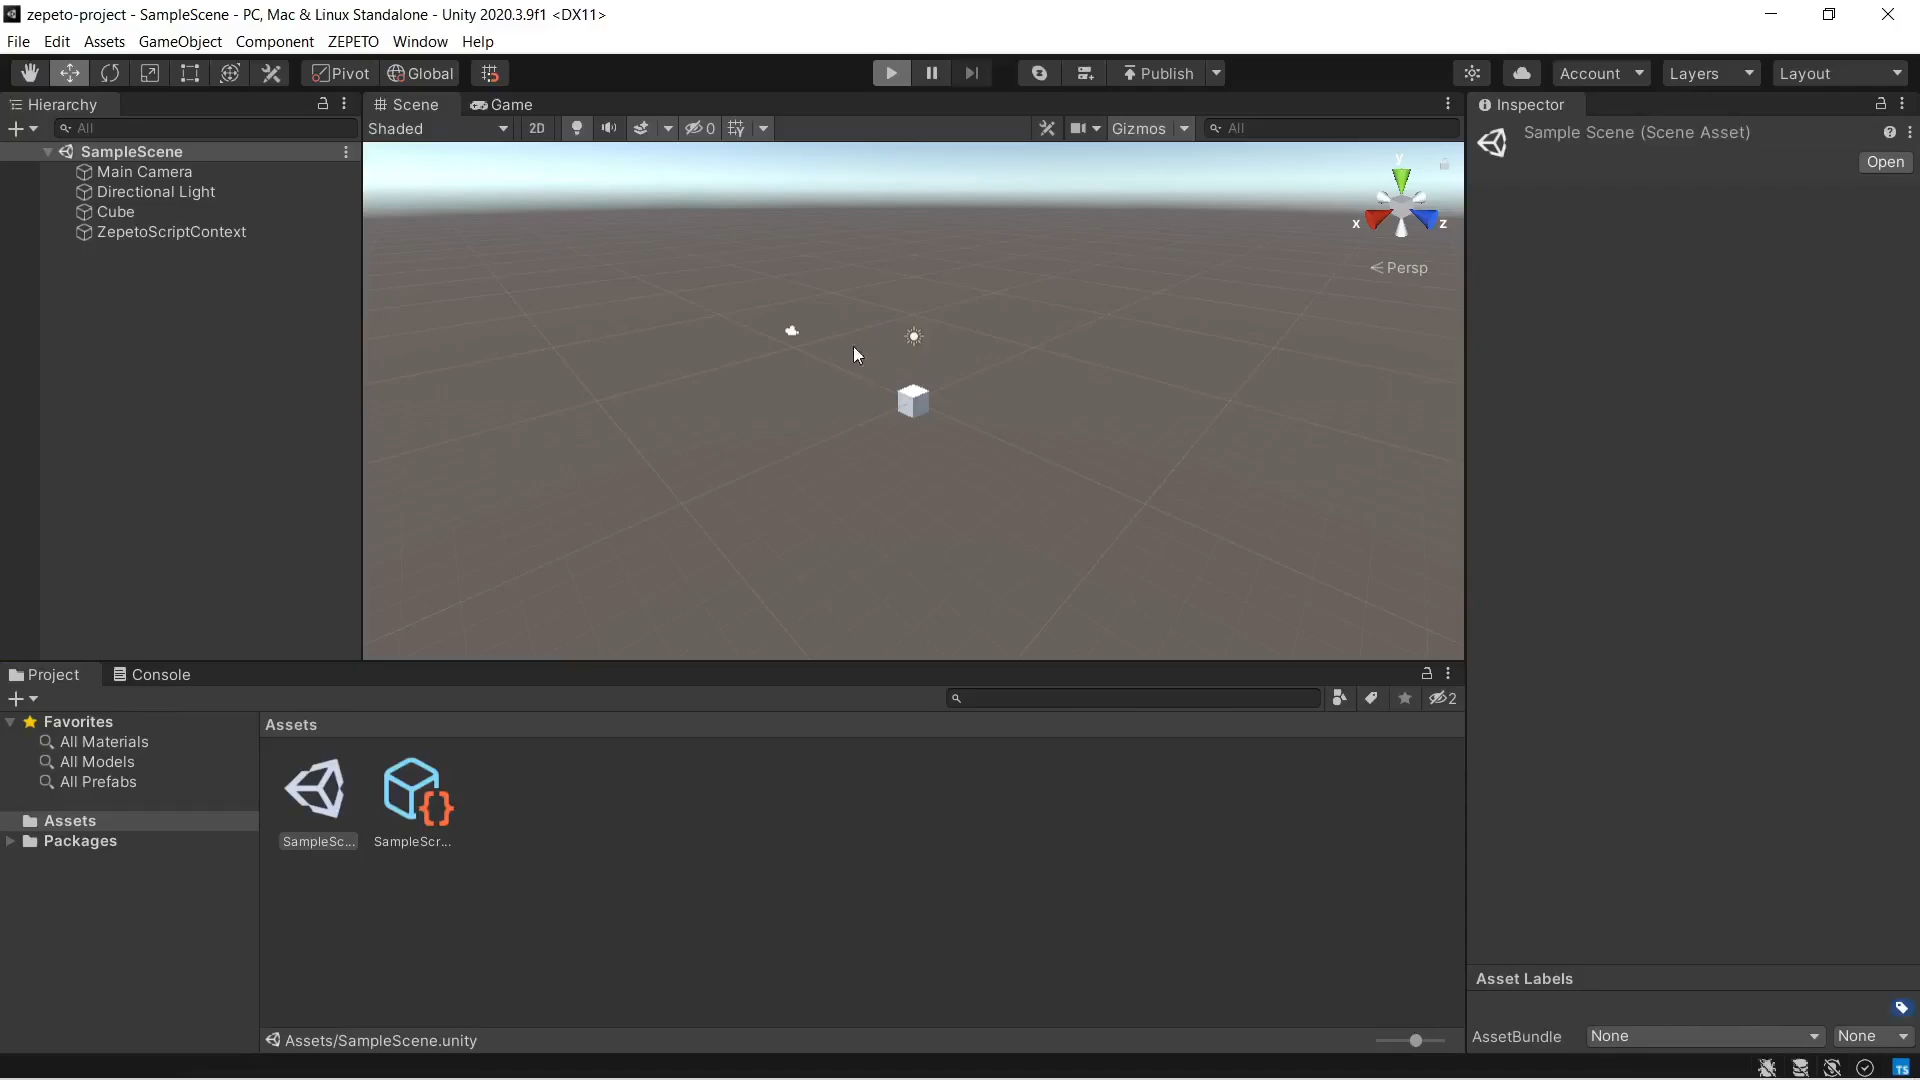 zepeto-project - SampleScene - PC, Mac & Linux Standalone - Unity 2020.3.9f1 <DX11>
File Edit Assets GameObject Component ZEPETO Window Help
Pivot Global Publish Account Layers Layout
Hierarchy
All
SampleScene
Main Camera
Directional Light
Cube
ZepetoScriptContext
Scene Game
Shaded 2D 0 Gizmos All
y
x z
Persp
Inspector
Sample Scene (Scene Asset)
Open
Project Console
2
Favorites
All Materials
All Models
All Prefabs
Assets
Packages
Assets
SampleSc... SampleScr...
Assets/SampleScene.unity
Asset Labels
AssetBundle None None
TS